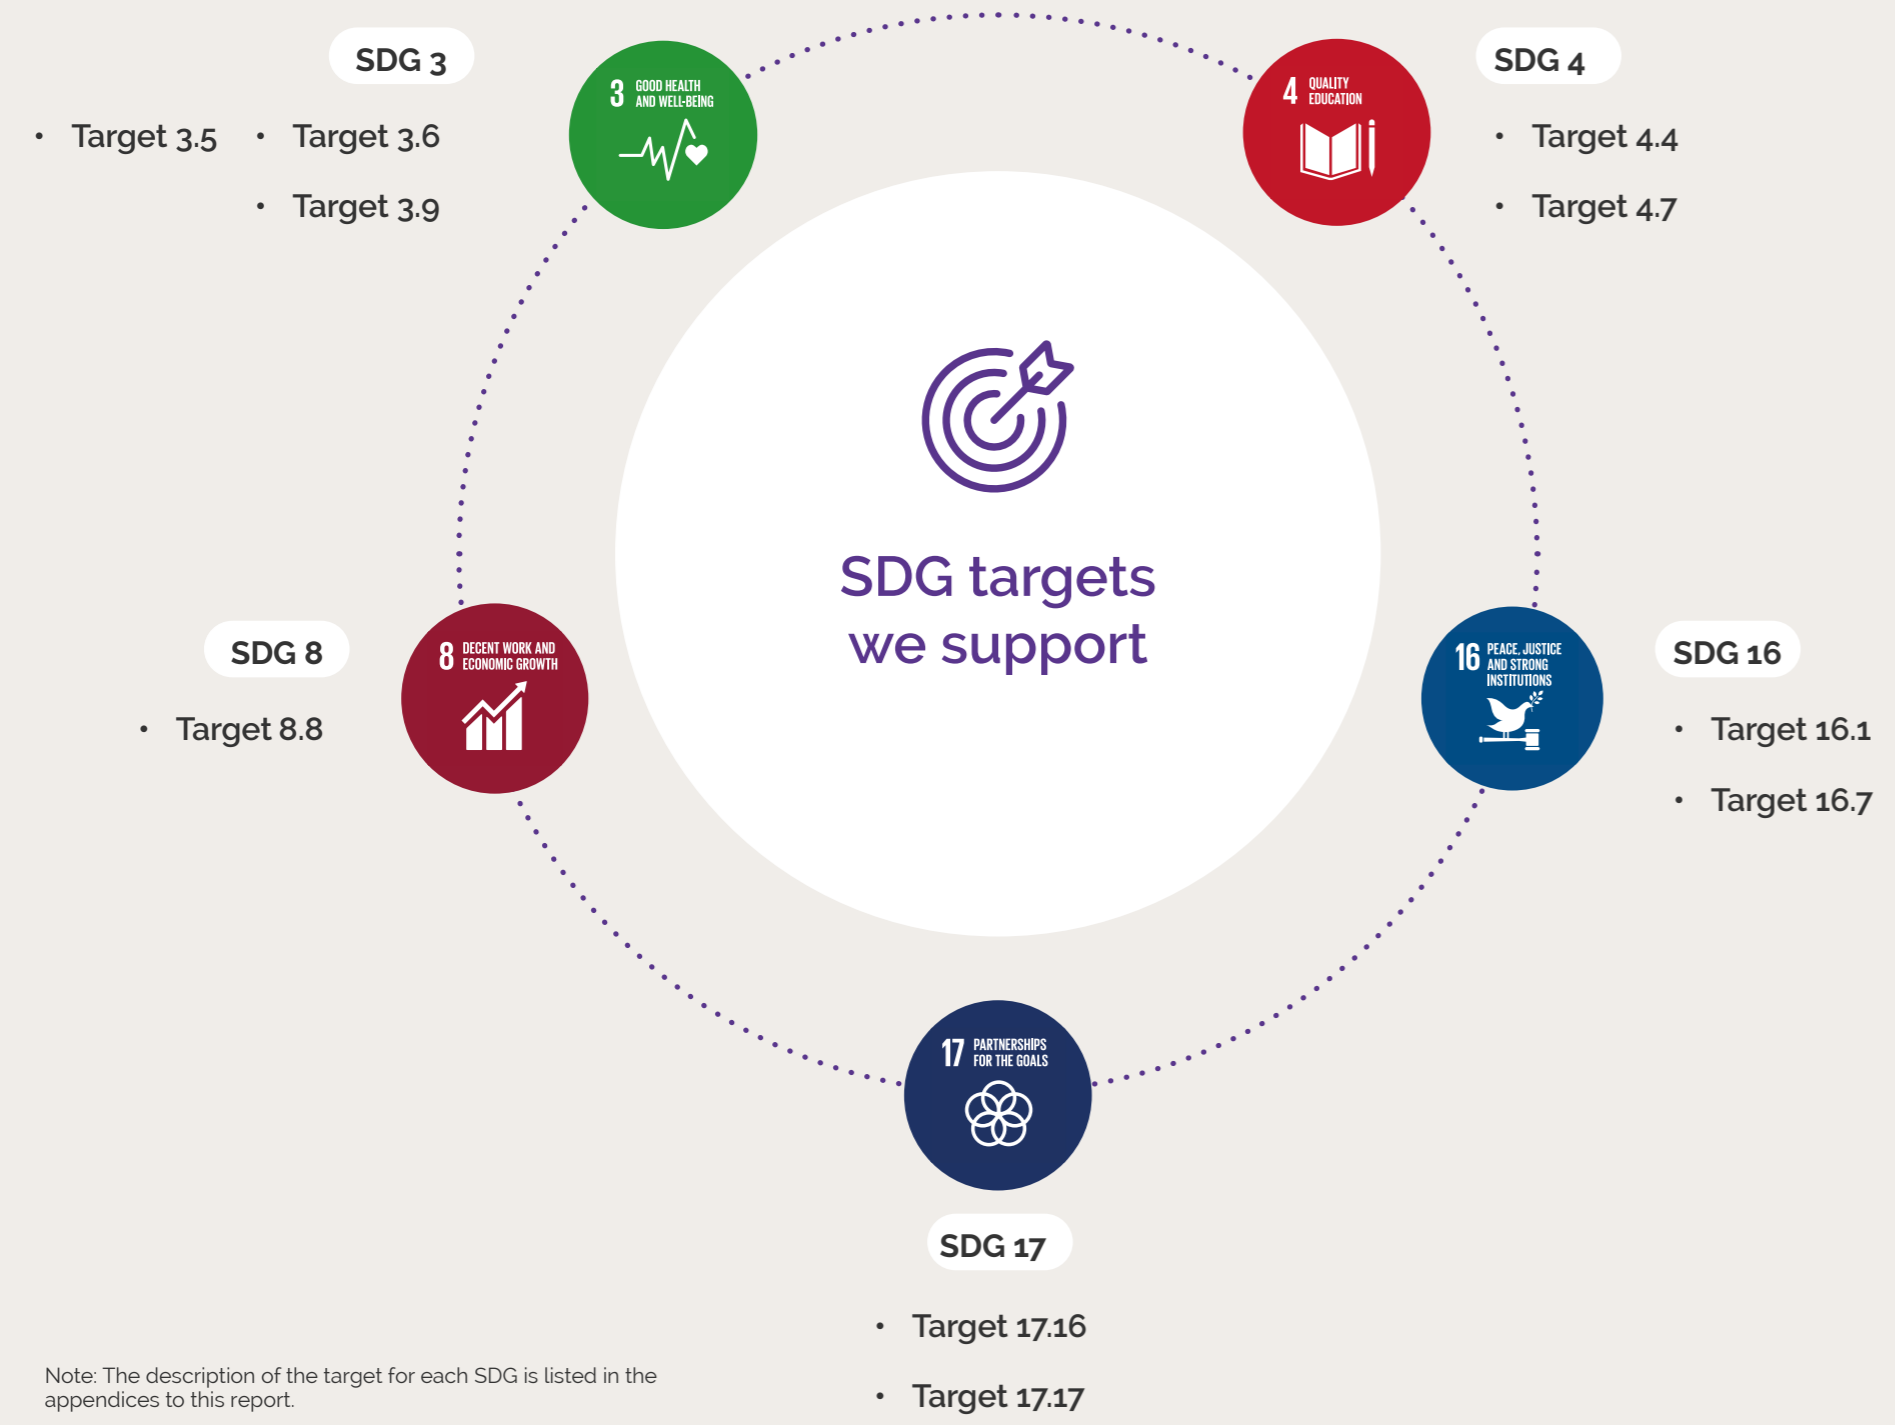 SDG 3
• Target 3.5 • Target 3.6
• Target 3.9
3 GOOD HEALTH
AND WELL-BEING
4 QUALITY
EDUCATION
SDG 4
• Target 4.4
• Target 4.7
SDG targets
we support
SDG 8
• Target 8.8
8 DECENT WORK AND
ECONOMIC GROWTH
16 PEACE, JUSTICE
AND STRONG
INSTITUTIONS
SDG 16
• Target 16.1
• Target 16.7
17 PARTNERSHIPS
FOR THE GOALS
SDG 17
• Target 17.16
• Target 17.17
Note: The description of the target for each SDG is listed in the
appendices to this report.